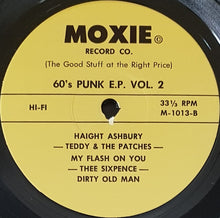 MOXIE ©
RECORD CO.
(The Good Stuff at the Right Price)
60's PUNK E.P. VOL. 2
HI-FI
33⅓ RPM
M-1013-B
HAIGHT ASHBURY
— TEDDY & THE PATCHES —
MY FLASH ON YOU
— THEE SIXPENCE —
DIRTY OLD MAN